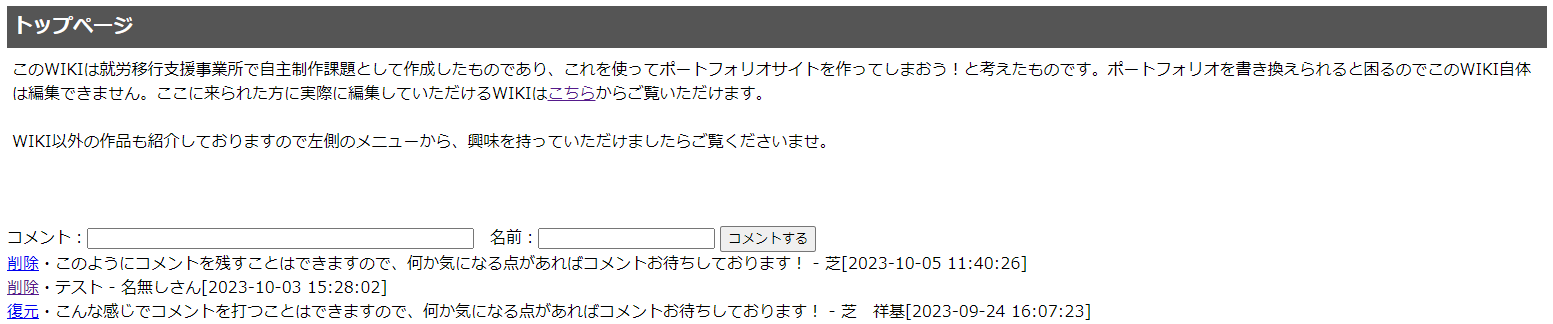 トップページ
このWIKIは就労移行支援事業所で自主制作課題として作成したものであり、これを使ってポートフォリオサイトを作ってしまおう！と考えたものです。ポートフォリオを書き換えられると困るのでこのWIKI自体
は編集できません。ここに来られた方に実際に編集していただけるWIKIはこちらからご覧いただけます。
WIKI以外の作品も紹介しておりますので左側のメニューから、興味を持っていただけましたらご覧くださいませ。
コメント：　名前：　コメントする
削除・このようにコメントを残すことはできますので、何か気になる点があればコメントお待ちしております！ - 芝[2023-10-05 11:40:26]
削除・テスト - 名無しさん[2023-10-03 15:28:02]
復元・こんな感じでコメントを打つことはできますので、何か気になる点があればコメントお待ちしております！ - 芝　祥基[2023-09-24 16:07:23]